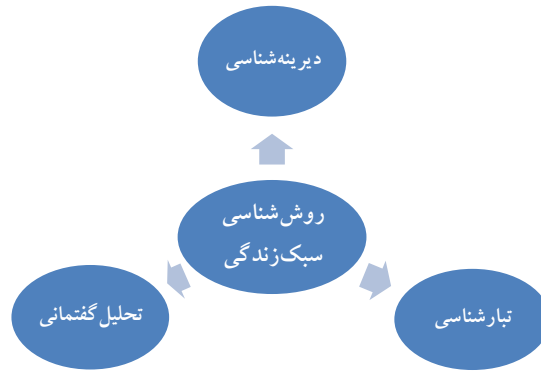 دیرینه‌شناسی
روش‌شناسی
سبک‌زندگی
تحلیل‌گفتمانی
تبارشناسی